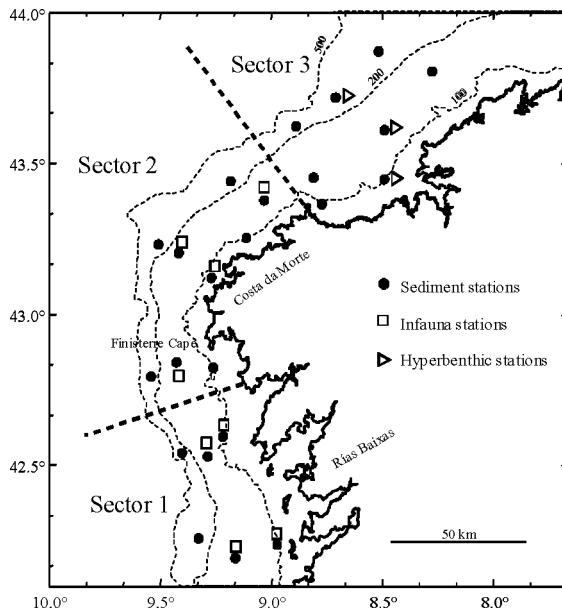 44.0°
500
Sector 3
200
100
43.5°
Sector 2
Costa da Morte
Sediment stations
43.0°
Infauna stations
Finisterre Cape
Hyperbenthic stations
42.5°
Rías Baixas
Sector 1
50 km
10.0° 9.5° 9.0° 8.5° 8.0°